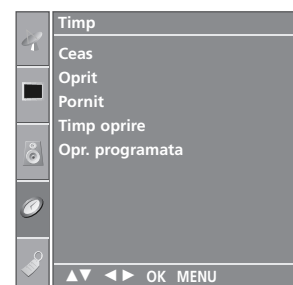 Timp
Ceas
Oprit
Pornit
Timp oprire
Opr. programata
▲▼ ◄► OK MENU